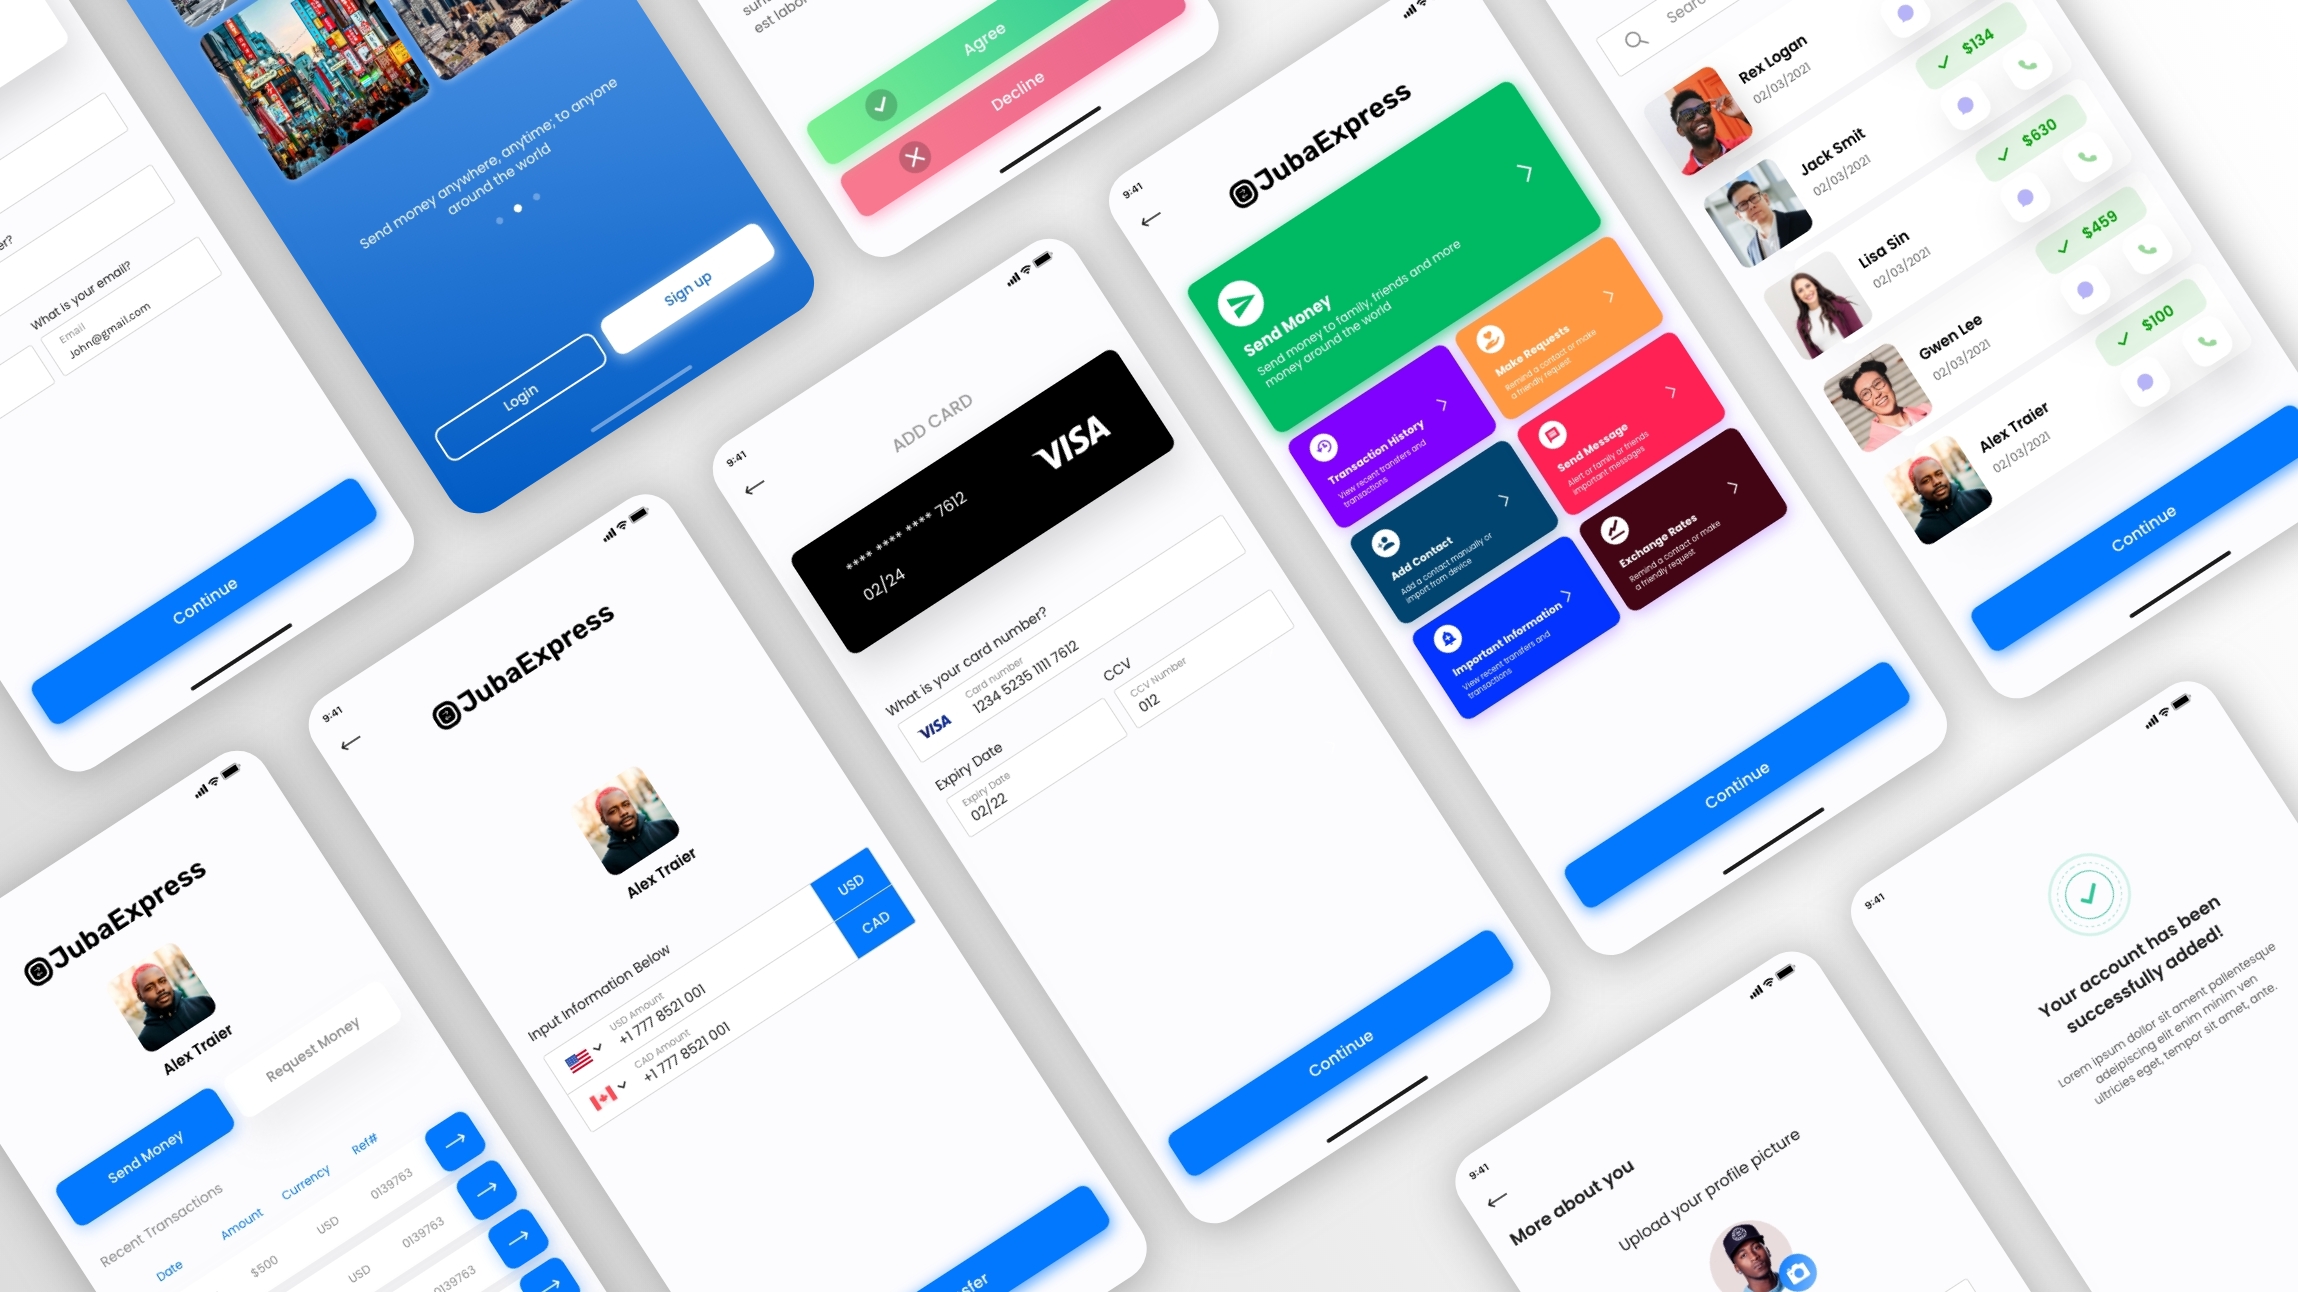 er?
What is your email?
Email
John@gmail.com
Continue
Send money anywhere, anytime; to anyone
around the world
Sign up
Login
est labor
Agree
Decline
9:41
JubaExpress
Send Money
Send money to family, friends and more
money around the world
Make Requests
Remind a contact or make
a friendly request
Transaction History
View recent transfers and
transactions
Send Message
Alert or family or friends
important messages
Add Contact
Add a contact manually or
import from device
Exchange Rates
Remind a contact or make
a friendly request
Important Information
View recent transfers and
transactions
Continue
Searc
Rex Logan
02/03/2021
$134
Jack Smit
02/03/2021
$630
Lisa Sin
02/03/2021
$459
Gwen Lee
02/03/2021
$100
Alex Traier
02/03/2021
Continue
9:41
ADD CARD
VISA
**** **** **** 7612
02/24
What is your card number?
VISA
Card number
1234 5235 1111 7612
Expiry Date
Expiry Date
02/22
CCV
CCV Number
012
Continue
9:41
JubaExpress
Alex Traier
Input Information Below
USD Amount
+1 777 8521 001
USD
CAD Amount
+1 777 8521 001
CAD
sfer
JubaExpress
Alex Traier
Send Money
Request Money
Recent Transactions
Date Amount Currency Ref#
$500 USD 0139763
USD 0139763
0139763
9:41
More about you
Upload your profile picture
9:41
Your account has been
successfully added!
Lorem ipsum dollor sit ament pallentesque
adeipiscing elit enim minim ven
ultricies eget, tempor sit amet, ante.